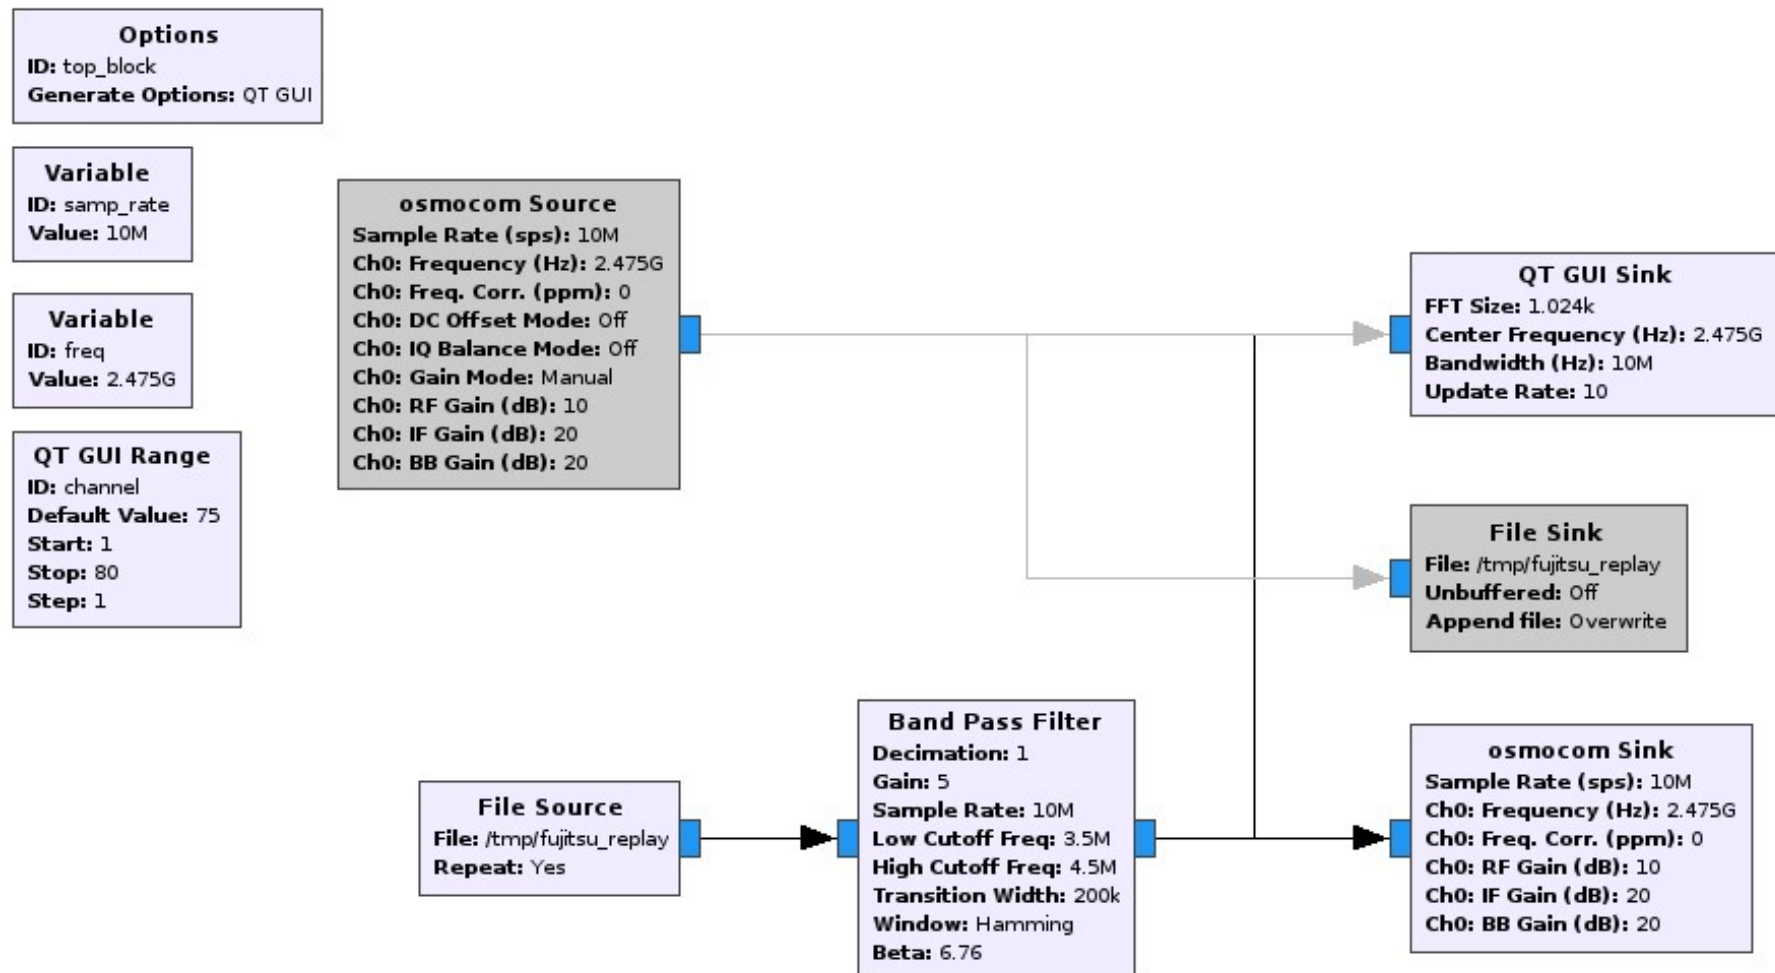 Options
ID: top_block
Generate Options: QT GUI
Variable
ID: samp_rate
Value: 10M
Variable
ID: freq
Value: 2.475G
QT GUI Range
ID: channel
Default Value: 75
Start: 1
Stop: 80
Step: 1
osmocom Source
Sample Rate (sps): 10M
Ch0: Frequency (Hz): 2.475G
Ch0: Freq. Corr. (ppm): 0
Ch0: DC Offset Mode: Off
Ch0: IQ Balance Mode: Off
Ch0: Gain Mode: Manual
Ch0: RF Gain (dB): 10
Ch0: IF Gain (dB): 20
Ch0: BB Gain (dB): 20
QT GUI Sink
FFT Size: 1.024k
Center Frequency (Hz): 2.475G
Bandwidth (Hz): 10M
Update Rate: 10
File Sink
File: /tmp/fujitsu_replay
Unbuffered: Off
Append file: Overwrite
File Source
File: /tmp/fujitsu_replay
Repeat: Yes
Band Pass Filter
Decimation: 1
Gain: 5
Sample Rate: 10M
Low Cutoff Freq: 3.5M
High Cutoff Freq: 4.5M
Transition Width: 200k
Window: Hamming
Beta: 6.76
osmocom Sink
Sample Rate (sps): 10M
Ch0: Frequency (Hz): 2.475G
Ch0: Freq. Corr. (ppm): 0
Ch0: RF Gain (dB): 10
Ch0: IF Gain (dB): 20
Ch0: BB Gain (dB): 20